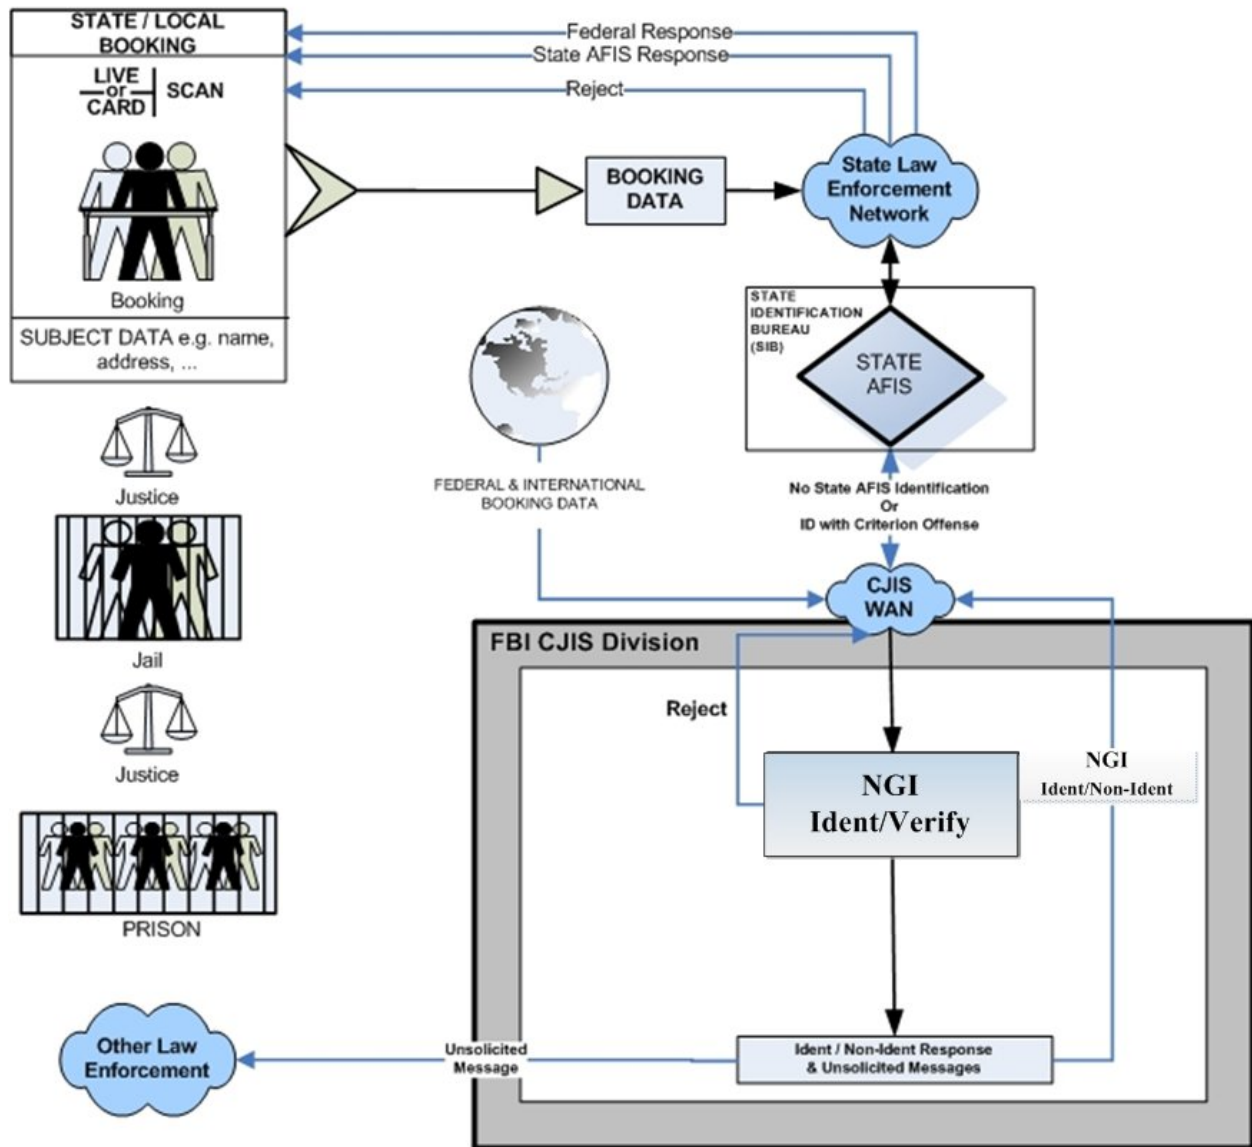 STATE / LOCAL
BOOKING
LIVE
or
CARD
SCAN
Booking
SUBJECT DATA e.g. name,
address, ...
Federal Response
State AFIS Response
Reject
BOOKING
DATA
State Law
Enforcement
Network
STATE
IDENTIFICATION
BUREAU
(SIB)
STATE
AFIS
FEDERAL & INTERNATIONAL
BOOKING DATA
No State AFIS Identification
Or
ID with Criterion Offense
CJIS
WAN
Justice
Jail
Justice
PRISON
FBI CJIS Division
Reject
NGI
Ident/Verify
NGI
Ident/Non-Ident
Ident / Non-Ident Response
& Unsolicited Messages
Unsolicited
Message
Other Law
Enforcement